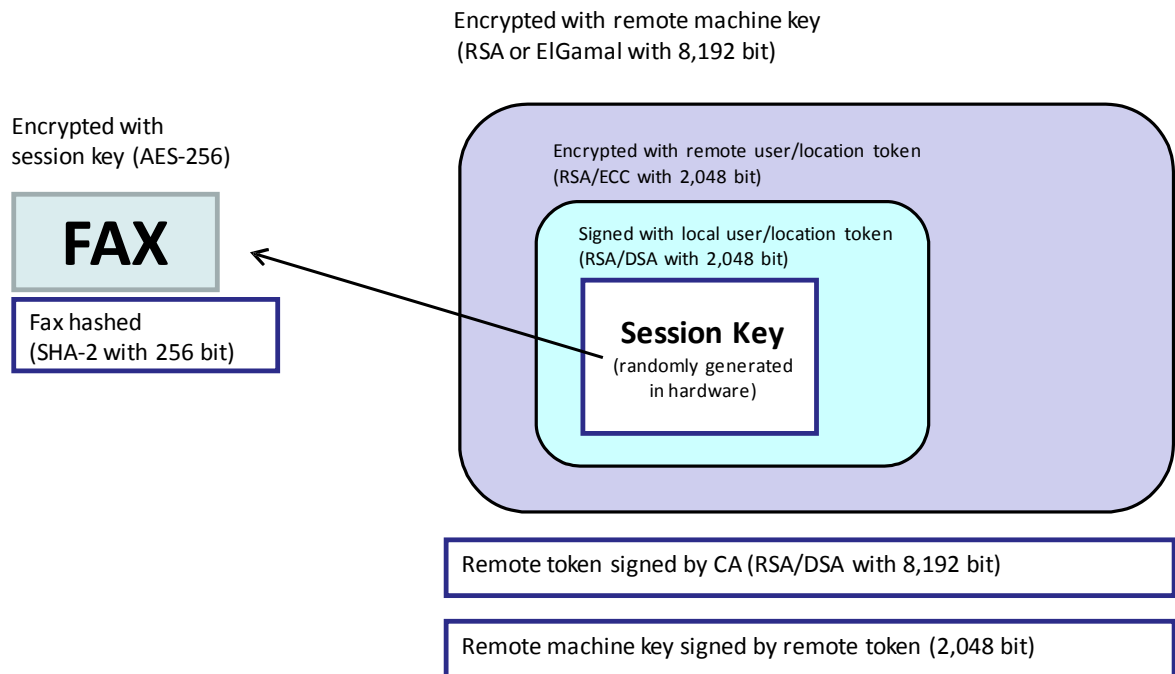 Encrypted with remote machine key
(RSA or ElGamal with 8,192 bit)
Encrypted with
session key (AES-256)
FAX
Fax hashed
(SHA-2 with 256 bit)
Encrypted with remote user/location token
(RSA/ECC with 2,048 bit)
Signed with local user/location token
(RSA/DSA with 2,048 bit)
Session Key
(randomly generated
in hardware)
Remote token signed by CA (RSA/DSA with 8,192 bit)
Remote machine key signed by remote token (2,048 bit)